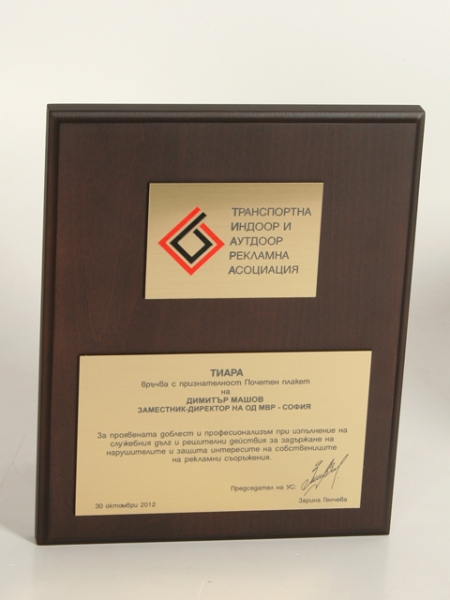 ТРАНСПОРТНА
ИНДООР И
АУТДООР
РЕКЛАМНА
АСОЦИАЦИЯ
ТИАРА
връчва с признателност Почетен плакет
на
ДИМИТЪР МАШОВ
ЗАМЕСТНИК-ДИРЕКТОР НА ОД МВР - СОФИЯ
За проявената доблест и професионализъм при изпълнение на
служебния дълг и решителни действия за задържане на
нарушителите и защита интересите на собствениците
на рекламни съоръжения.
Председател на УС:
30 октомври 2012 Зарина Генчева